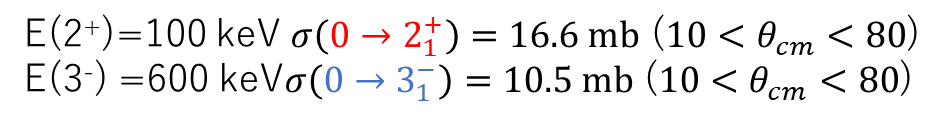 E(2⁺)=100 keV σ(0 → 2₁⁺) = 16.6 mb (10 < θ_cm < 80)
E(3⁻) =600 keVσ(0 → 3₁⁻) = 10.5 mb (10 < θ_cm < 80)